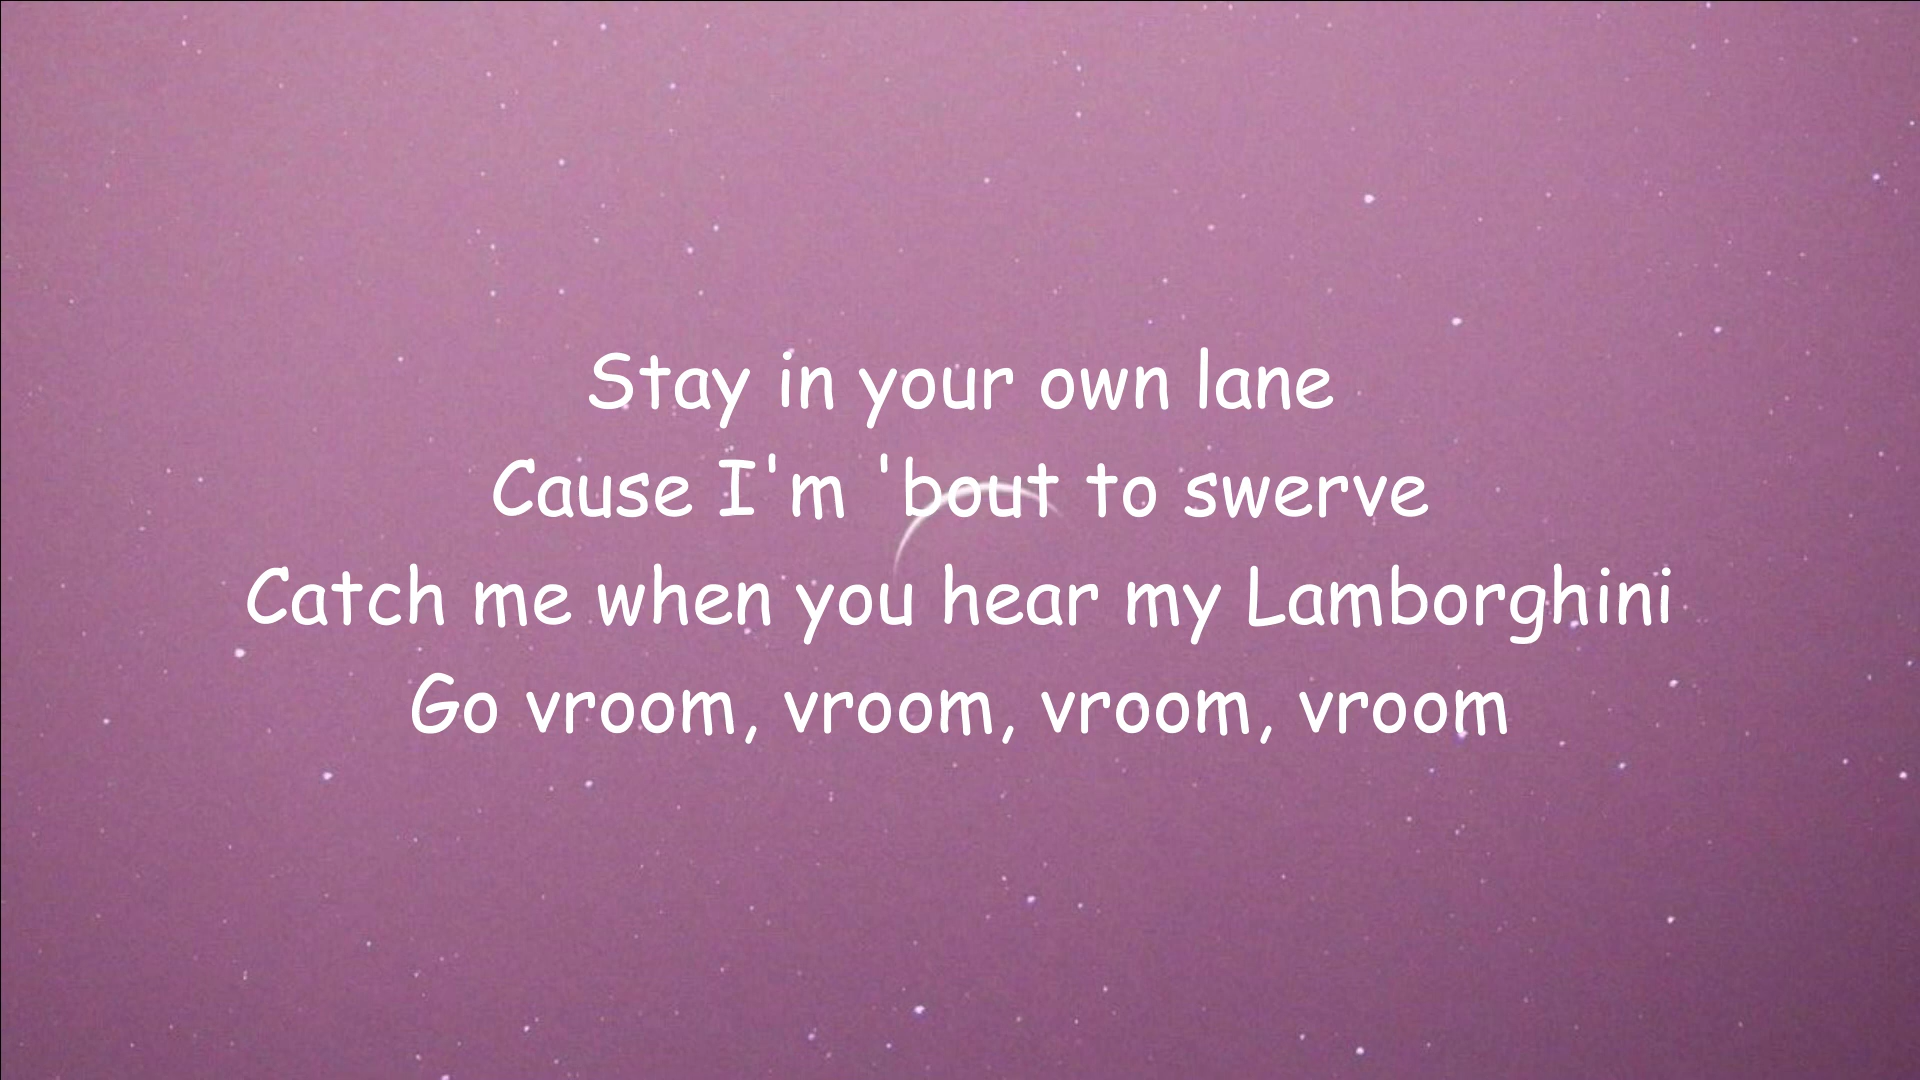 Stay in your own lane
Cause I'm 'bout to swerve
Catch me when you hear my Lamborghini
Go vroom, vroom, vroom, vroom